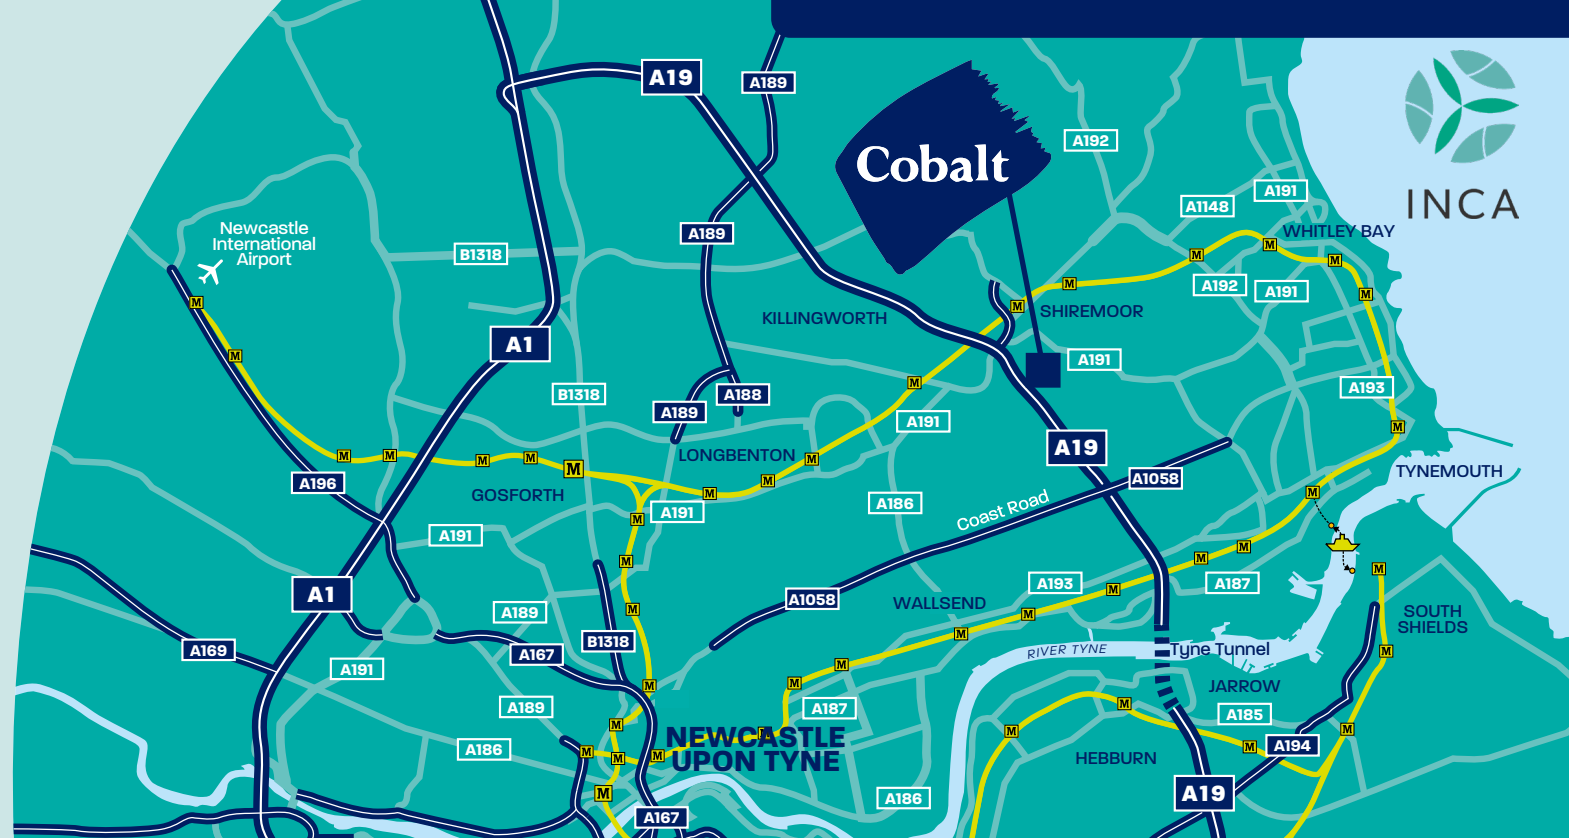 A19
A189
A192
Cobalt
INCA
A191
A1148
Newcastle
International
Airport
A189
WHITLEY BAY
B1318
M
M
M
M
M
A192
A191
M
M
M
SHIREMOOR
KILLINGWORTH
A1
M
A191
M
A193
B1318
A188
A189
A191
M
M
M
M
M
M
A19
LONGBENTON
M
TYNEMOUTH
A196
M
A1058
GOSFORTH
M
M
A186
Coast Road
A191
M
A191
M
M
M
M
A1
A1058
A193
A187
M
WALLSEND
M
M
SOUTH
SHIELDS
A189
B1318
M
A169
A167
RIVER TYNE
Tyne Tunnel
M
A191
M
M
M
JARROW
A189
A187
M
A185
M
M
M
NEWCASTLE
UPON TYNE
A186
M
M
M
M
A194
HEBBURN
M
A186
A19
A167